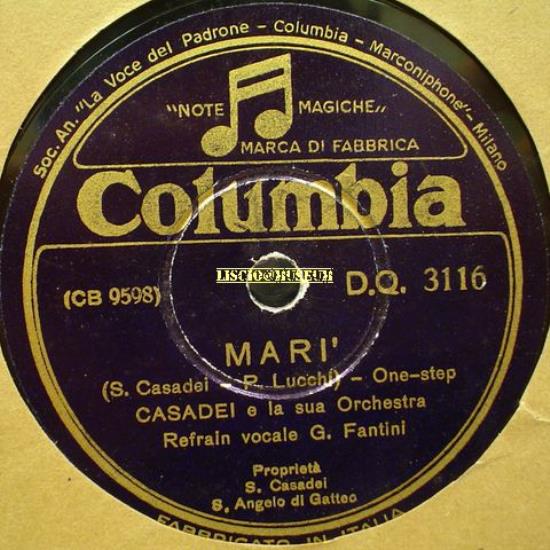 Soc. An. "La Voce del Padrone - Columbia - Marconiphone" - Milano
"NOTE MAGICHE"
MARCA DI FABBRICA
Columbia
LISCIO@MUSEUM
(CB 9598) D.Q. 3116
MARI'
(S. Casadei - P. Lucchi) - One-step
CASADEI e la sua Orchestra
Refrain vocale G. Fantini
Proprietà
S. Casadei
S. Angelo di Gatteo
FABBRICATO IN ITALIA